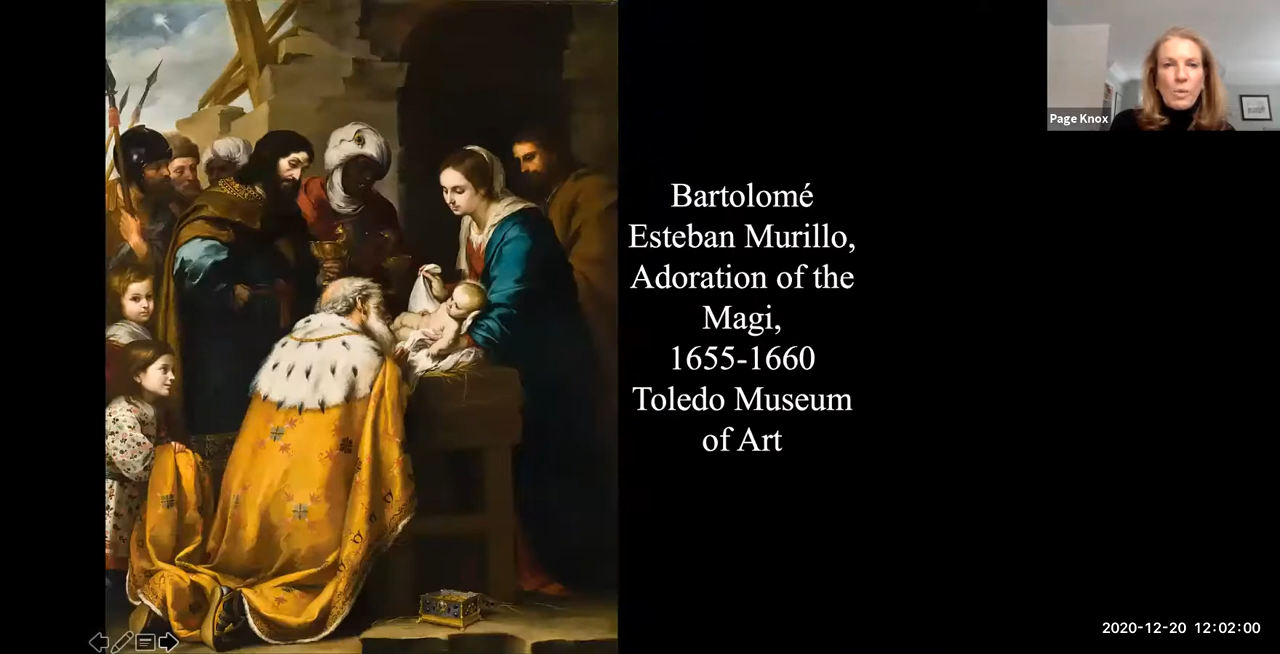 Page Knox
Bartolomé
Esteban Murillo,
Adoration of the
Magi,
1655-1660
Toledo Museum
of Art
2020-12-20 12:02:00